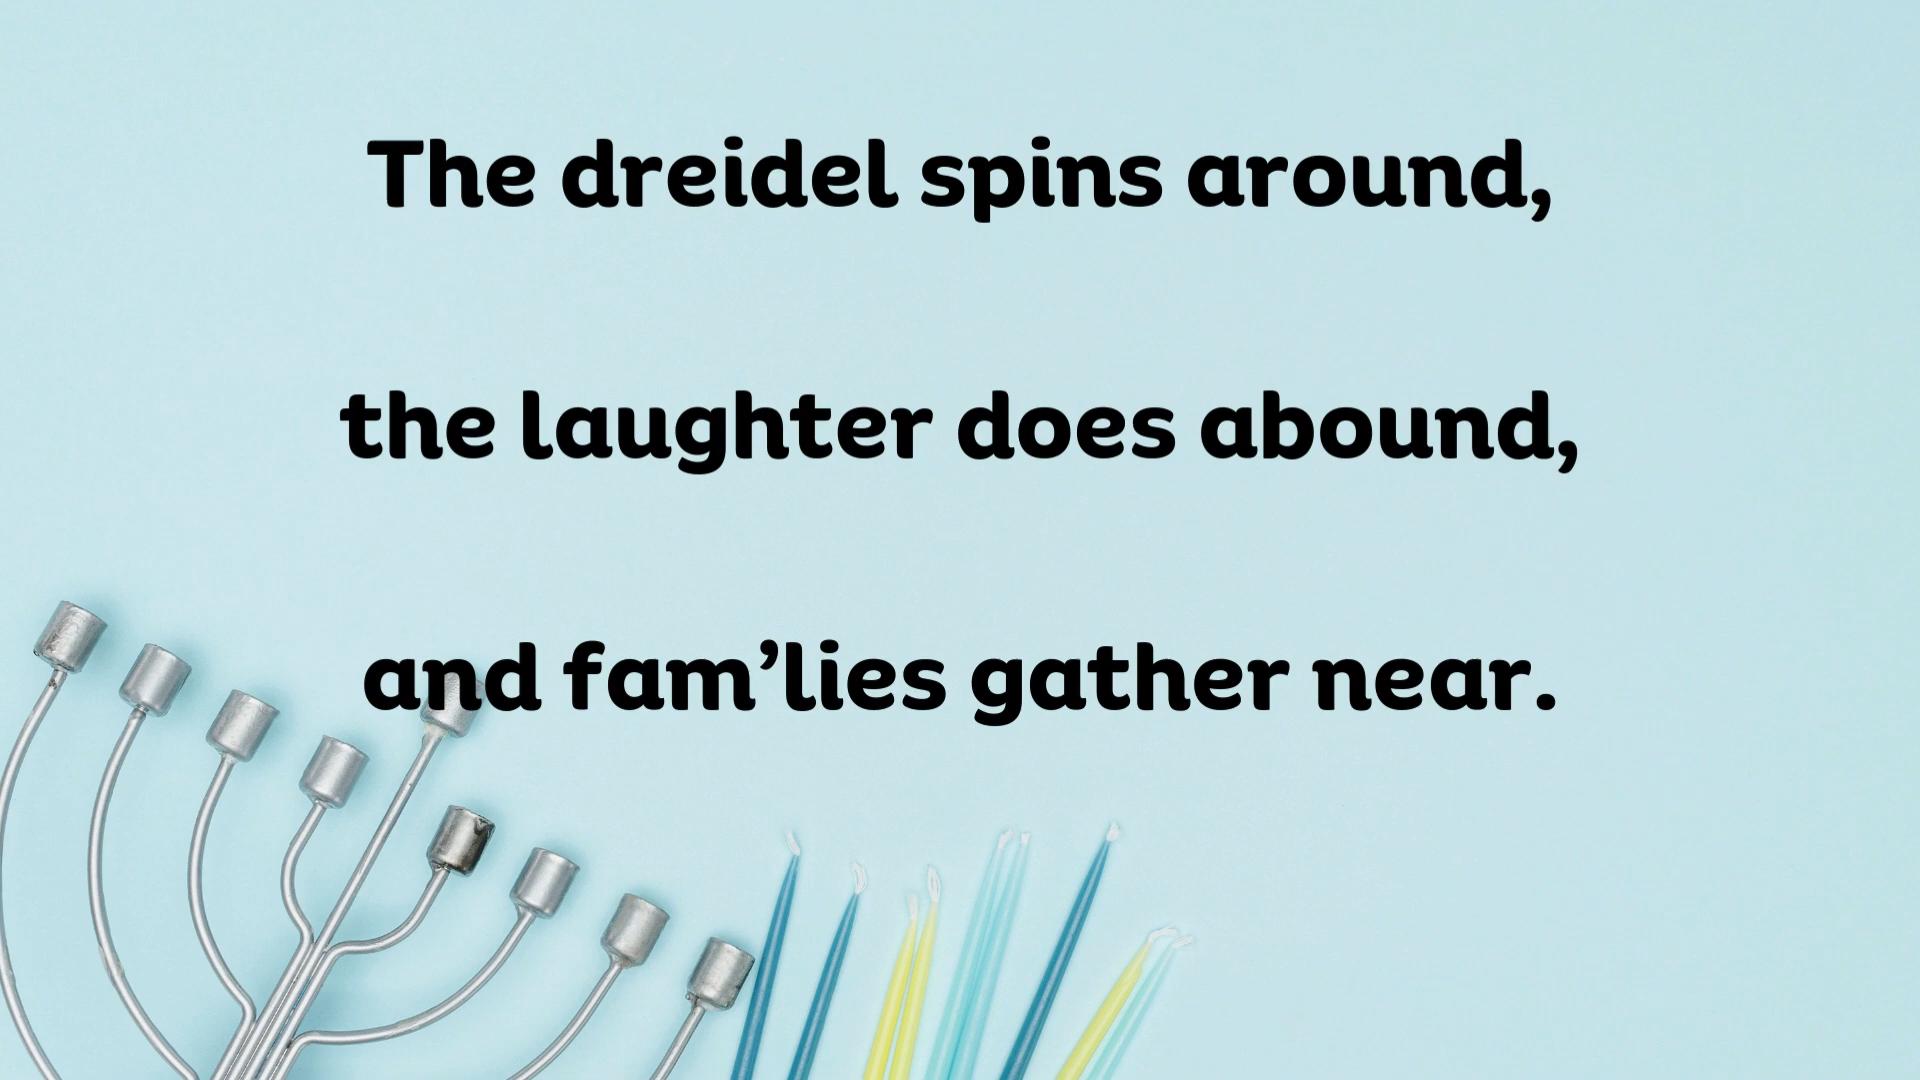 The dreidel spins around,
the laughter does abound,
and fam’lies gather near.